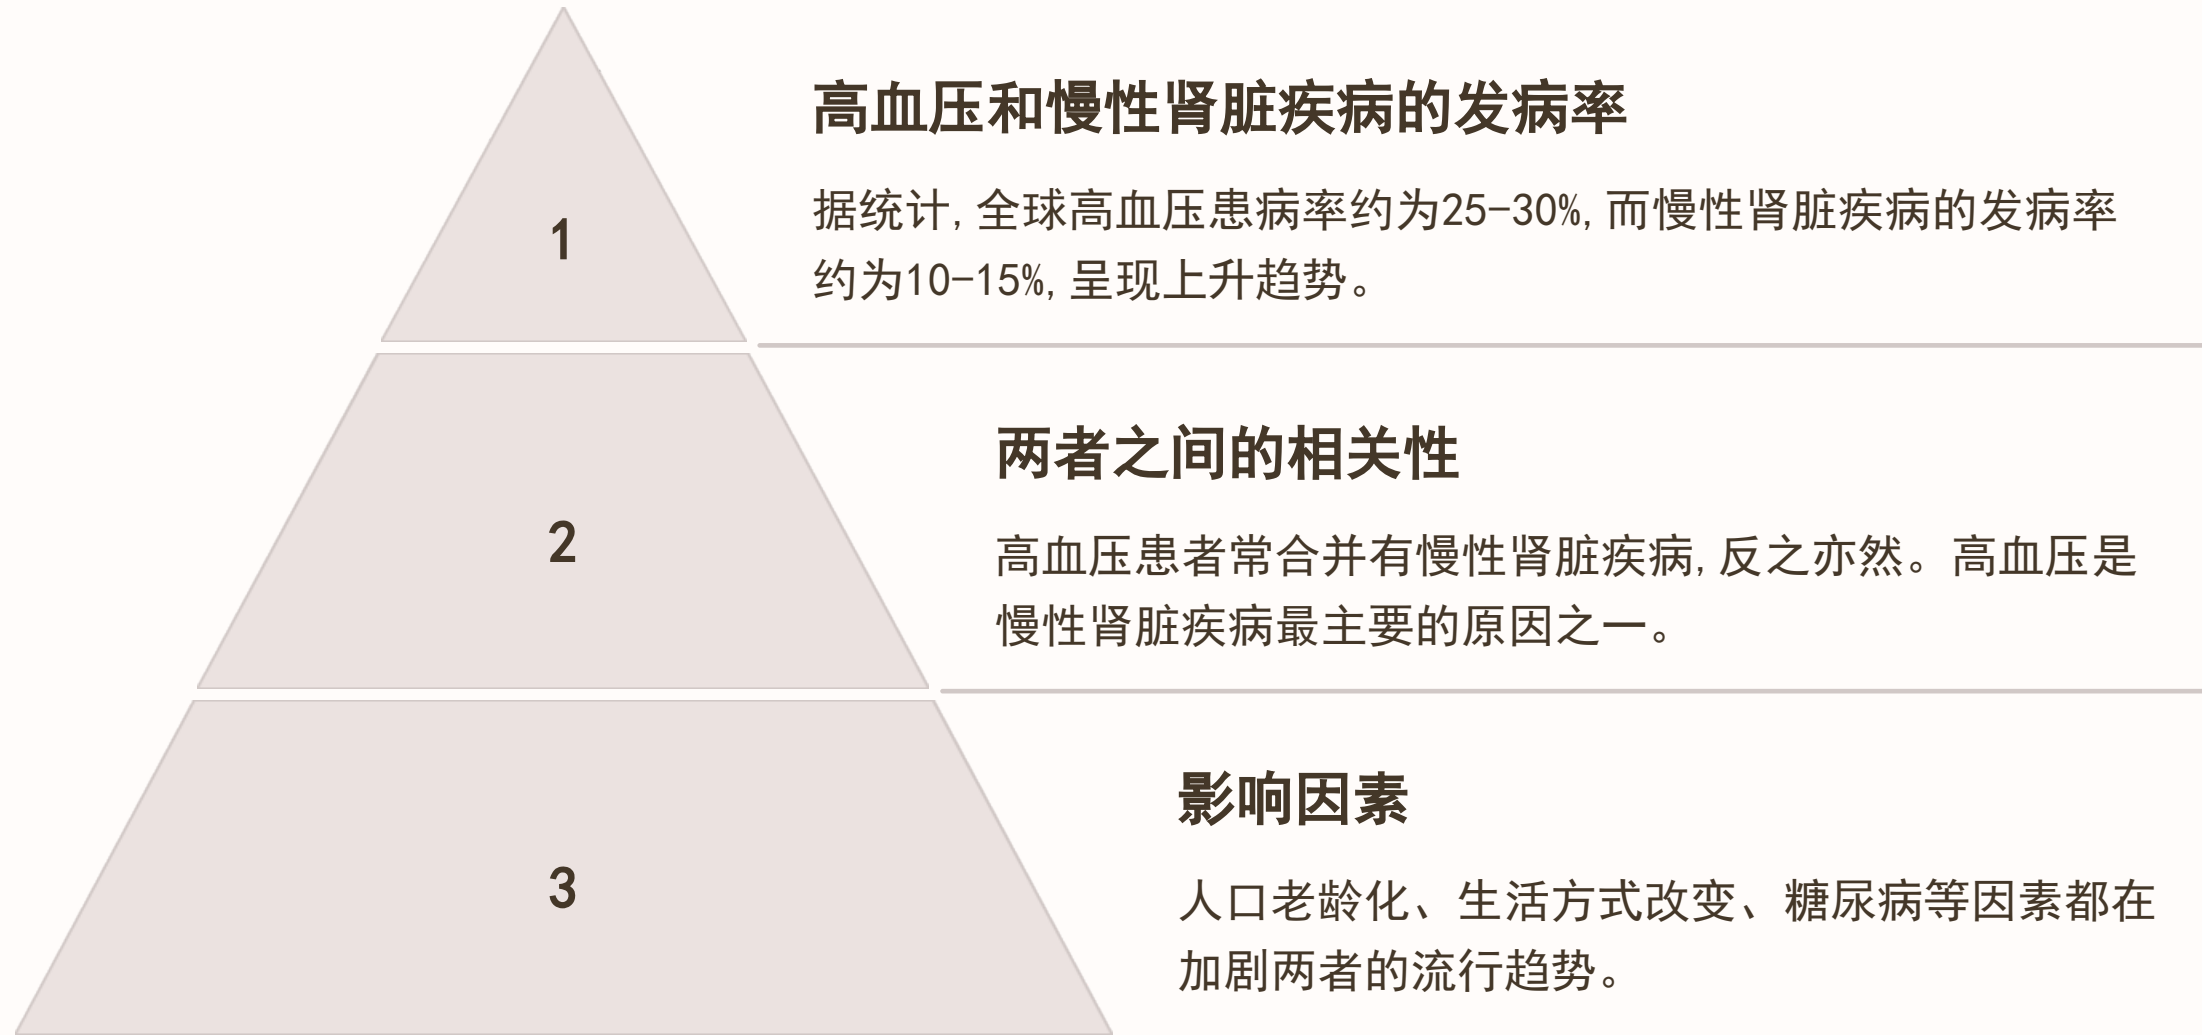 高血压和慢性肾脏疾病的发病率
据统计,全球高血压患病率约为25-30%,而慢性肾脏疾病的发病率
约为10-15%,呈现上升趋势。
1
两者之间的相关性
高血压患者常合并有慢性肾脏疾病,反之亦然。高血压是
慢性肾脏疾病最主要的原因之一。
2
影响因素
人口老龄化、生活方式改变、糖尿病等因素都在
加剧两者的流行趋势。
3